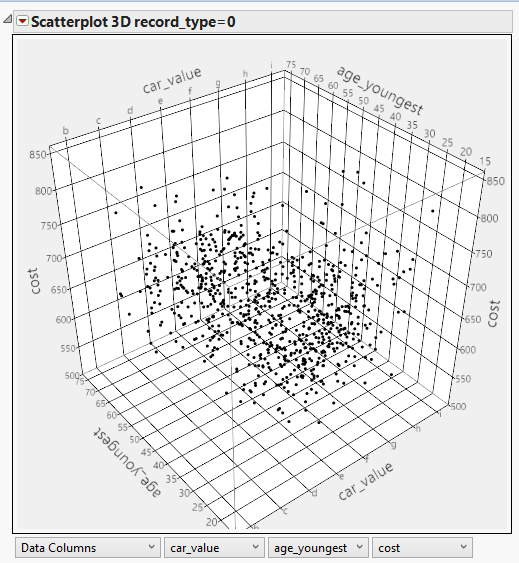 Scatterplot 3D record_type=0
car_value
age_youngest
b c d e f g h i
75 70 65 60 55 50 45 40 35 30 25 20 15
850 800 750 700 650 600 550 500
cost
850 800 750 700 650 600 550 500
cost
75 70 65 60 55 50 45 40 35 30 25 20
age_youngest
b c d e f g h i
car_value
Data Columns car_value age_youngest cost